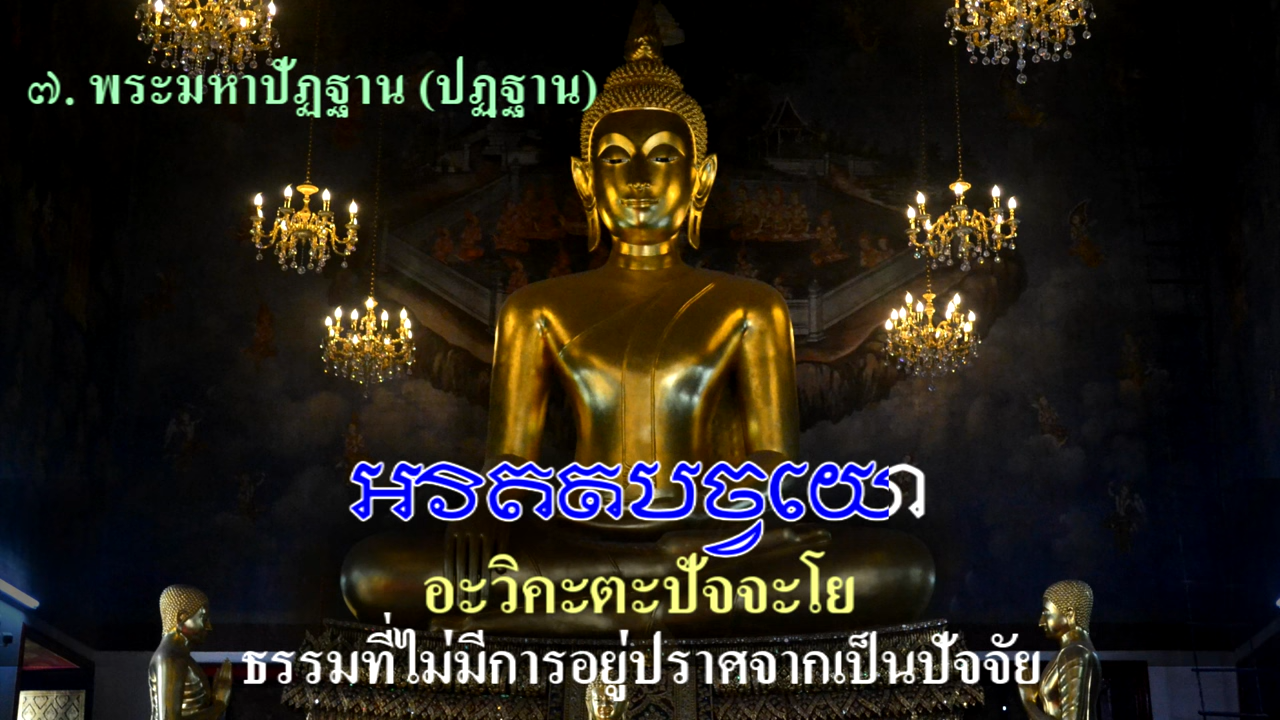 ๗. พระมหาปัฏฐาน (ปฏฐาน)
អវិគតបច្ចយោ
อะวิคะตะปัจจะโย
ธรรมที่ไม่มีการอยู่ปราศจากเป็นปัจจัย